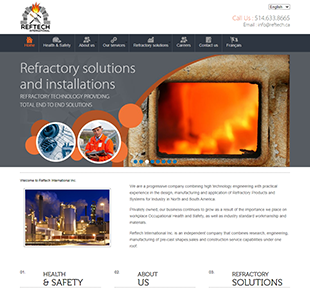 English
REFTECH
INTERNATIONAL
Call Us : 514.633.8665
Email : info@reftech.ca
Home
Health & Safety
About us
Our services
Refractory solutions
Careers
Contact us
Français
Refractory solutions
and installations
REFRACTORY TECHNOLOGY PROVIDING
TOTAL END TO END SOLUTIONS
Welcome to Reftech International Inc.
We are a progressive company combining high technology engineering with practical
experience in the design, manufacturing and application of Refractory Products and
Systems for Industry in North and South America.
Privately owned, our business continues to grow as a result of the importance we place on
workplace Occupational Health and Safety, as well as industry standard workmanship and
materials.
Reftech International Inc. is an independent company that combines research, engineering,
manufacturing of pre-cast shapes, sales and construction service capabilities under one
roof.
01 HEALTH
& SAFETY
02 ABOUT
US
03 REFRACTORY
SOLUTIONS